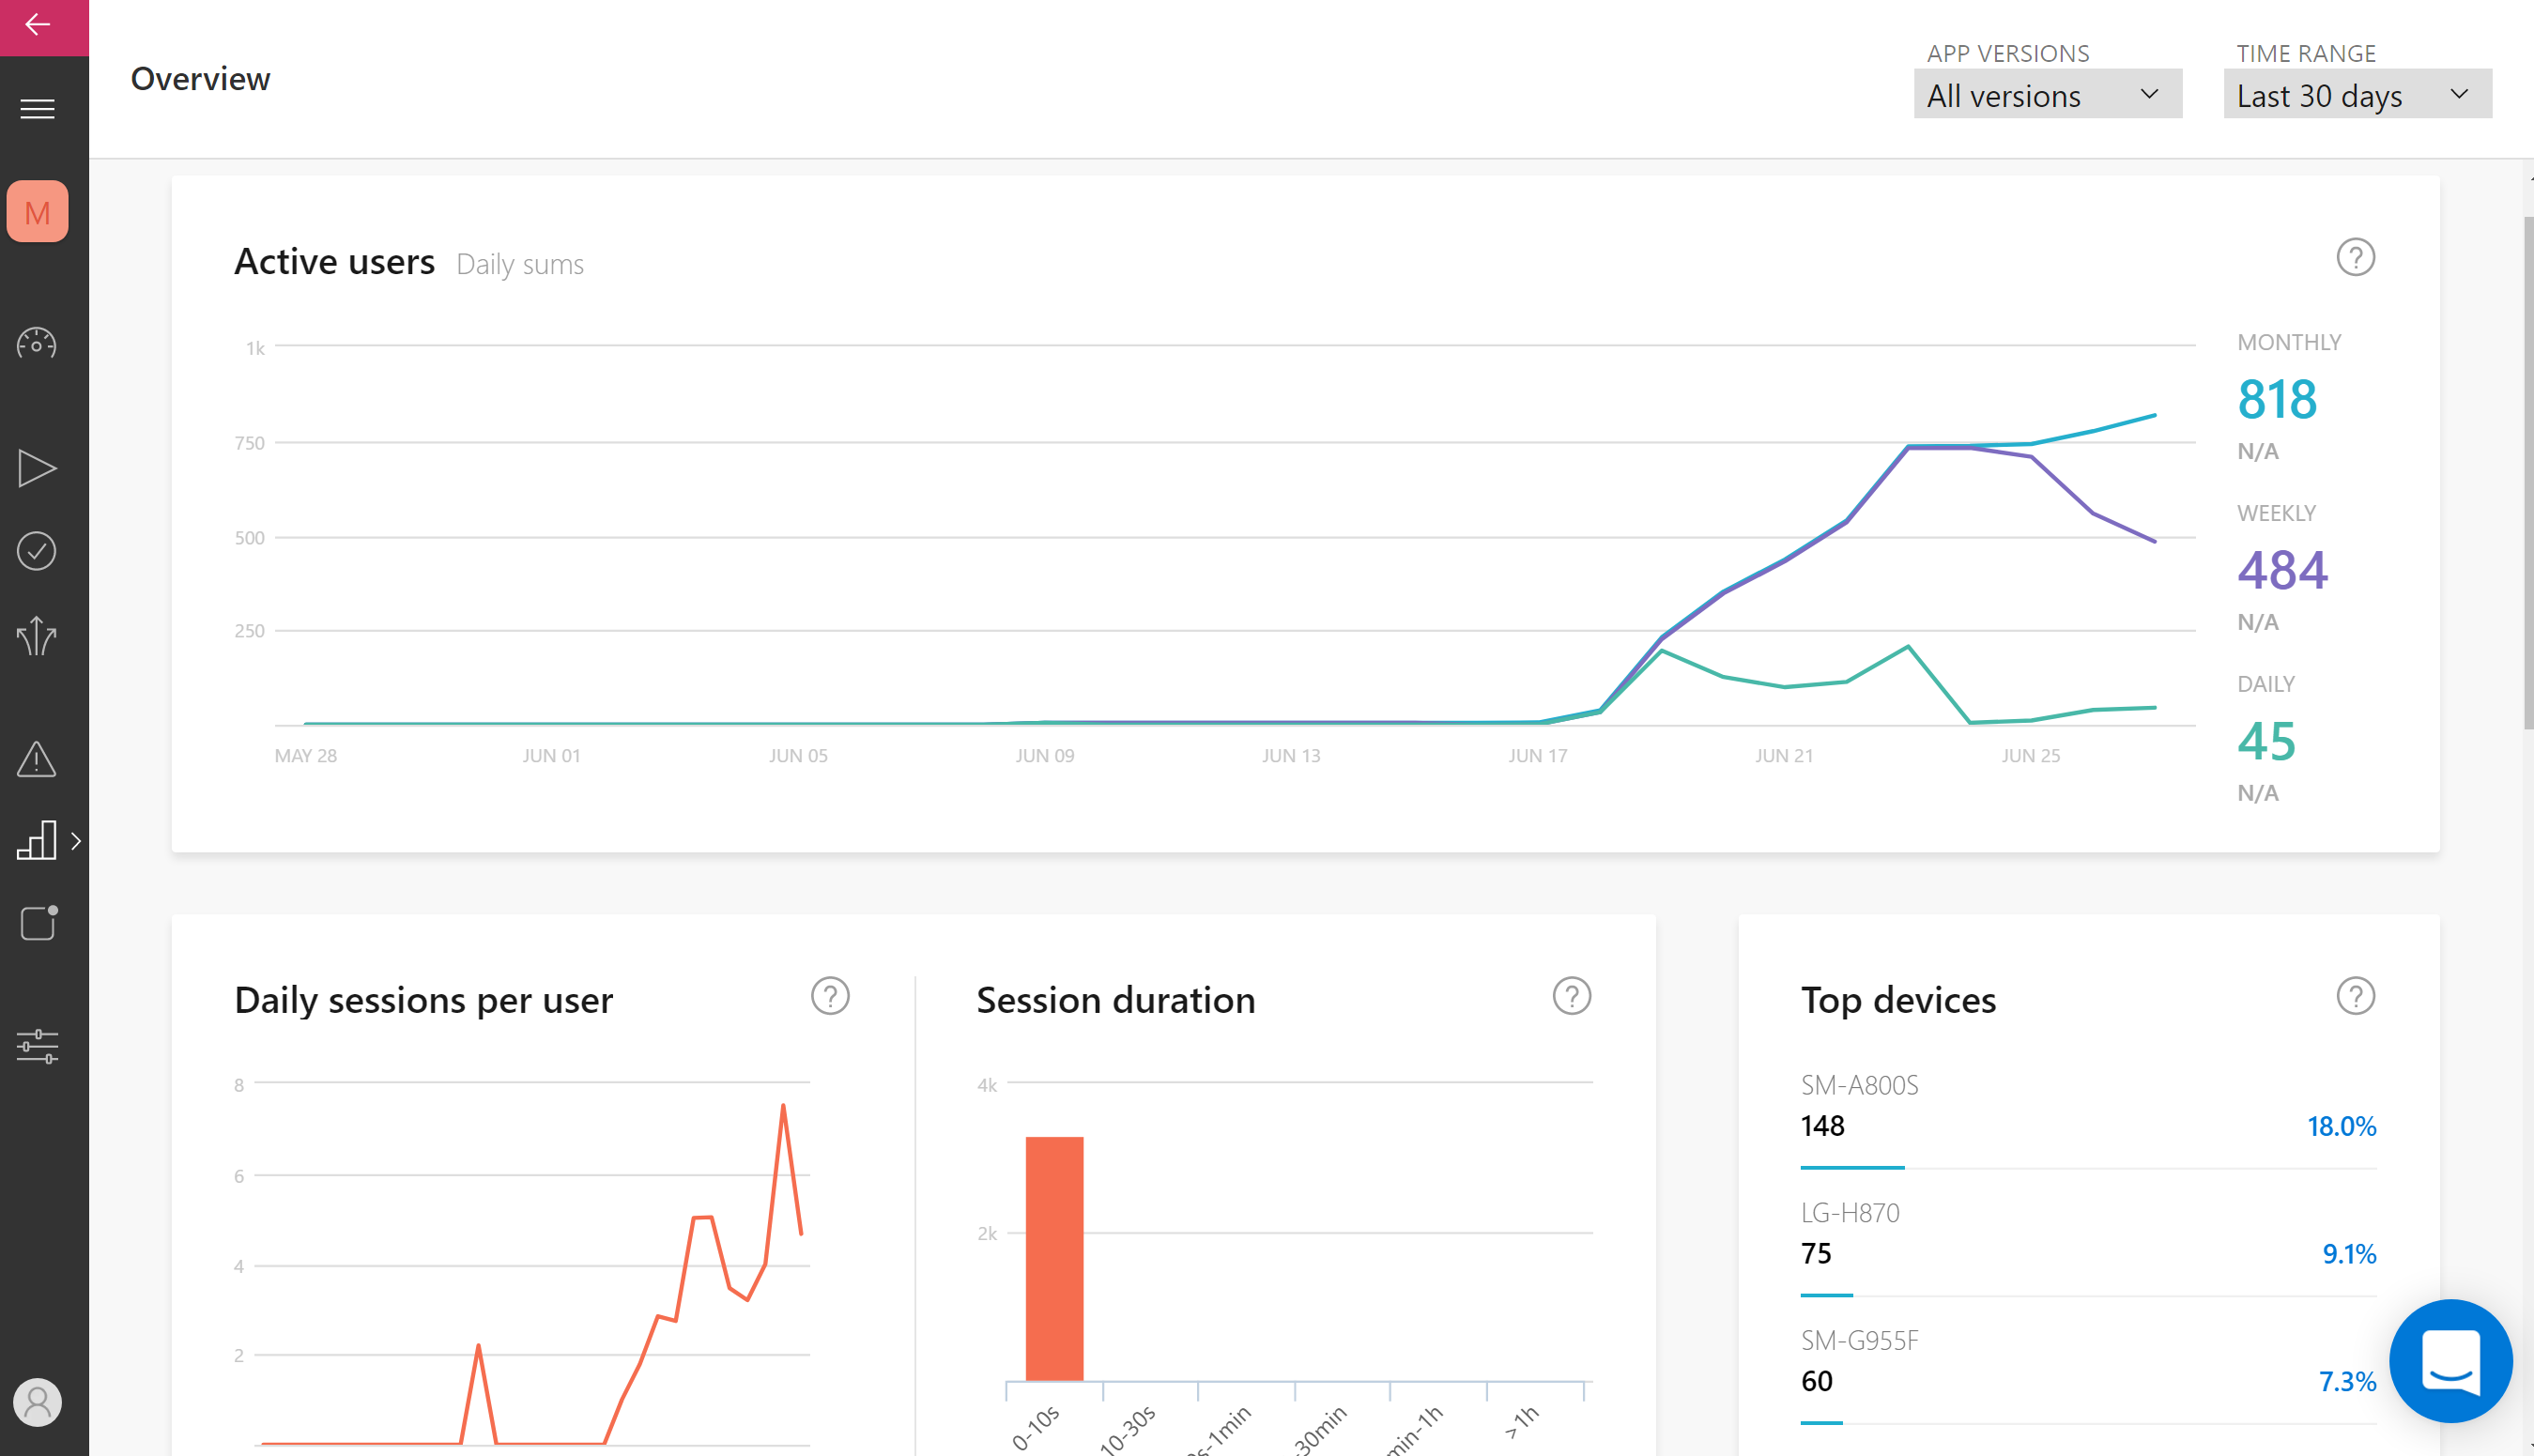 Overview
APP VERSIONS
All versions
TIME RANGE
Last 30 days
M
Active users Daily sums
?
1k
750
500
250
MAY 28 JUN 01 JUN 05 JUN 09 JUN 13 JUN 17 JUN 21 JUN 25
MONTHLY
818
N/A
WEEKLY
484
N/A
DAILY
45
N/A
Daily sessions per user
?
8
6
4
2
Session duration
?
4k
2k
0-10s
10-30s
s-1min
-30min
min-1h
> 1h
Top devices
?
SM-A800S
148 18.0%
LG-H870
75 9.1%
SM-G955F
60 7.3%